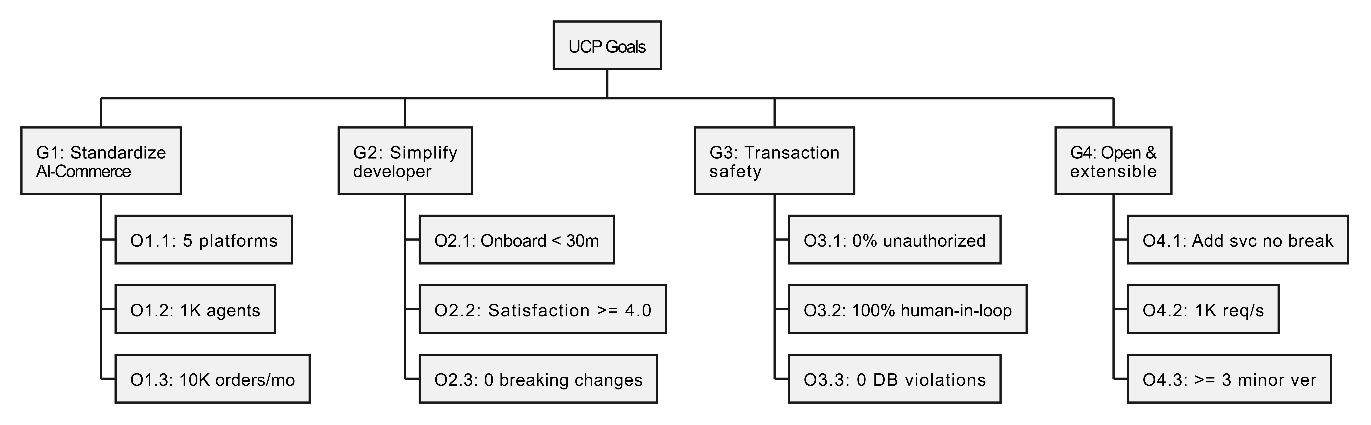 UCP Goals
G1: Standardize
AI-Commerce
O1.1: 5 platforms
O1.2: 1K agents
O1.3: 10K orders/mo
G2: Simplify
developer
O2.1: Onboard < 30m
O2.2: Satisfaction >= 4.0
O2.3: 0 breaking changes
G3: Transaction
safety
O3.1: 0% unauthorized
O3.2: 100% human-in-loop
O3.3: 0 DB violations
G4: Open &
extensible
O4.1: Add svc no break
O4.2: 1K req/s
O4.3: >= 3 minor ver